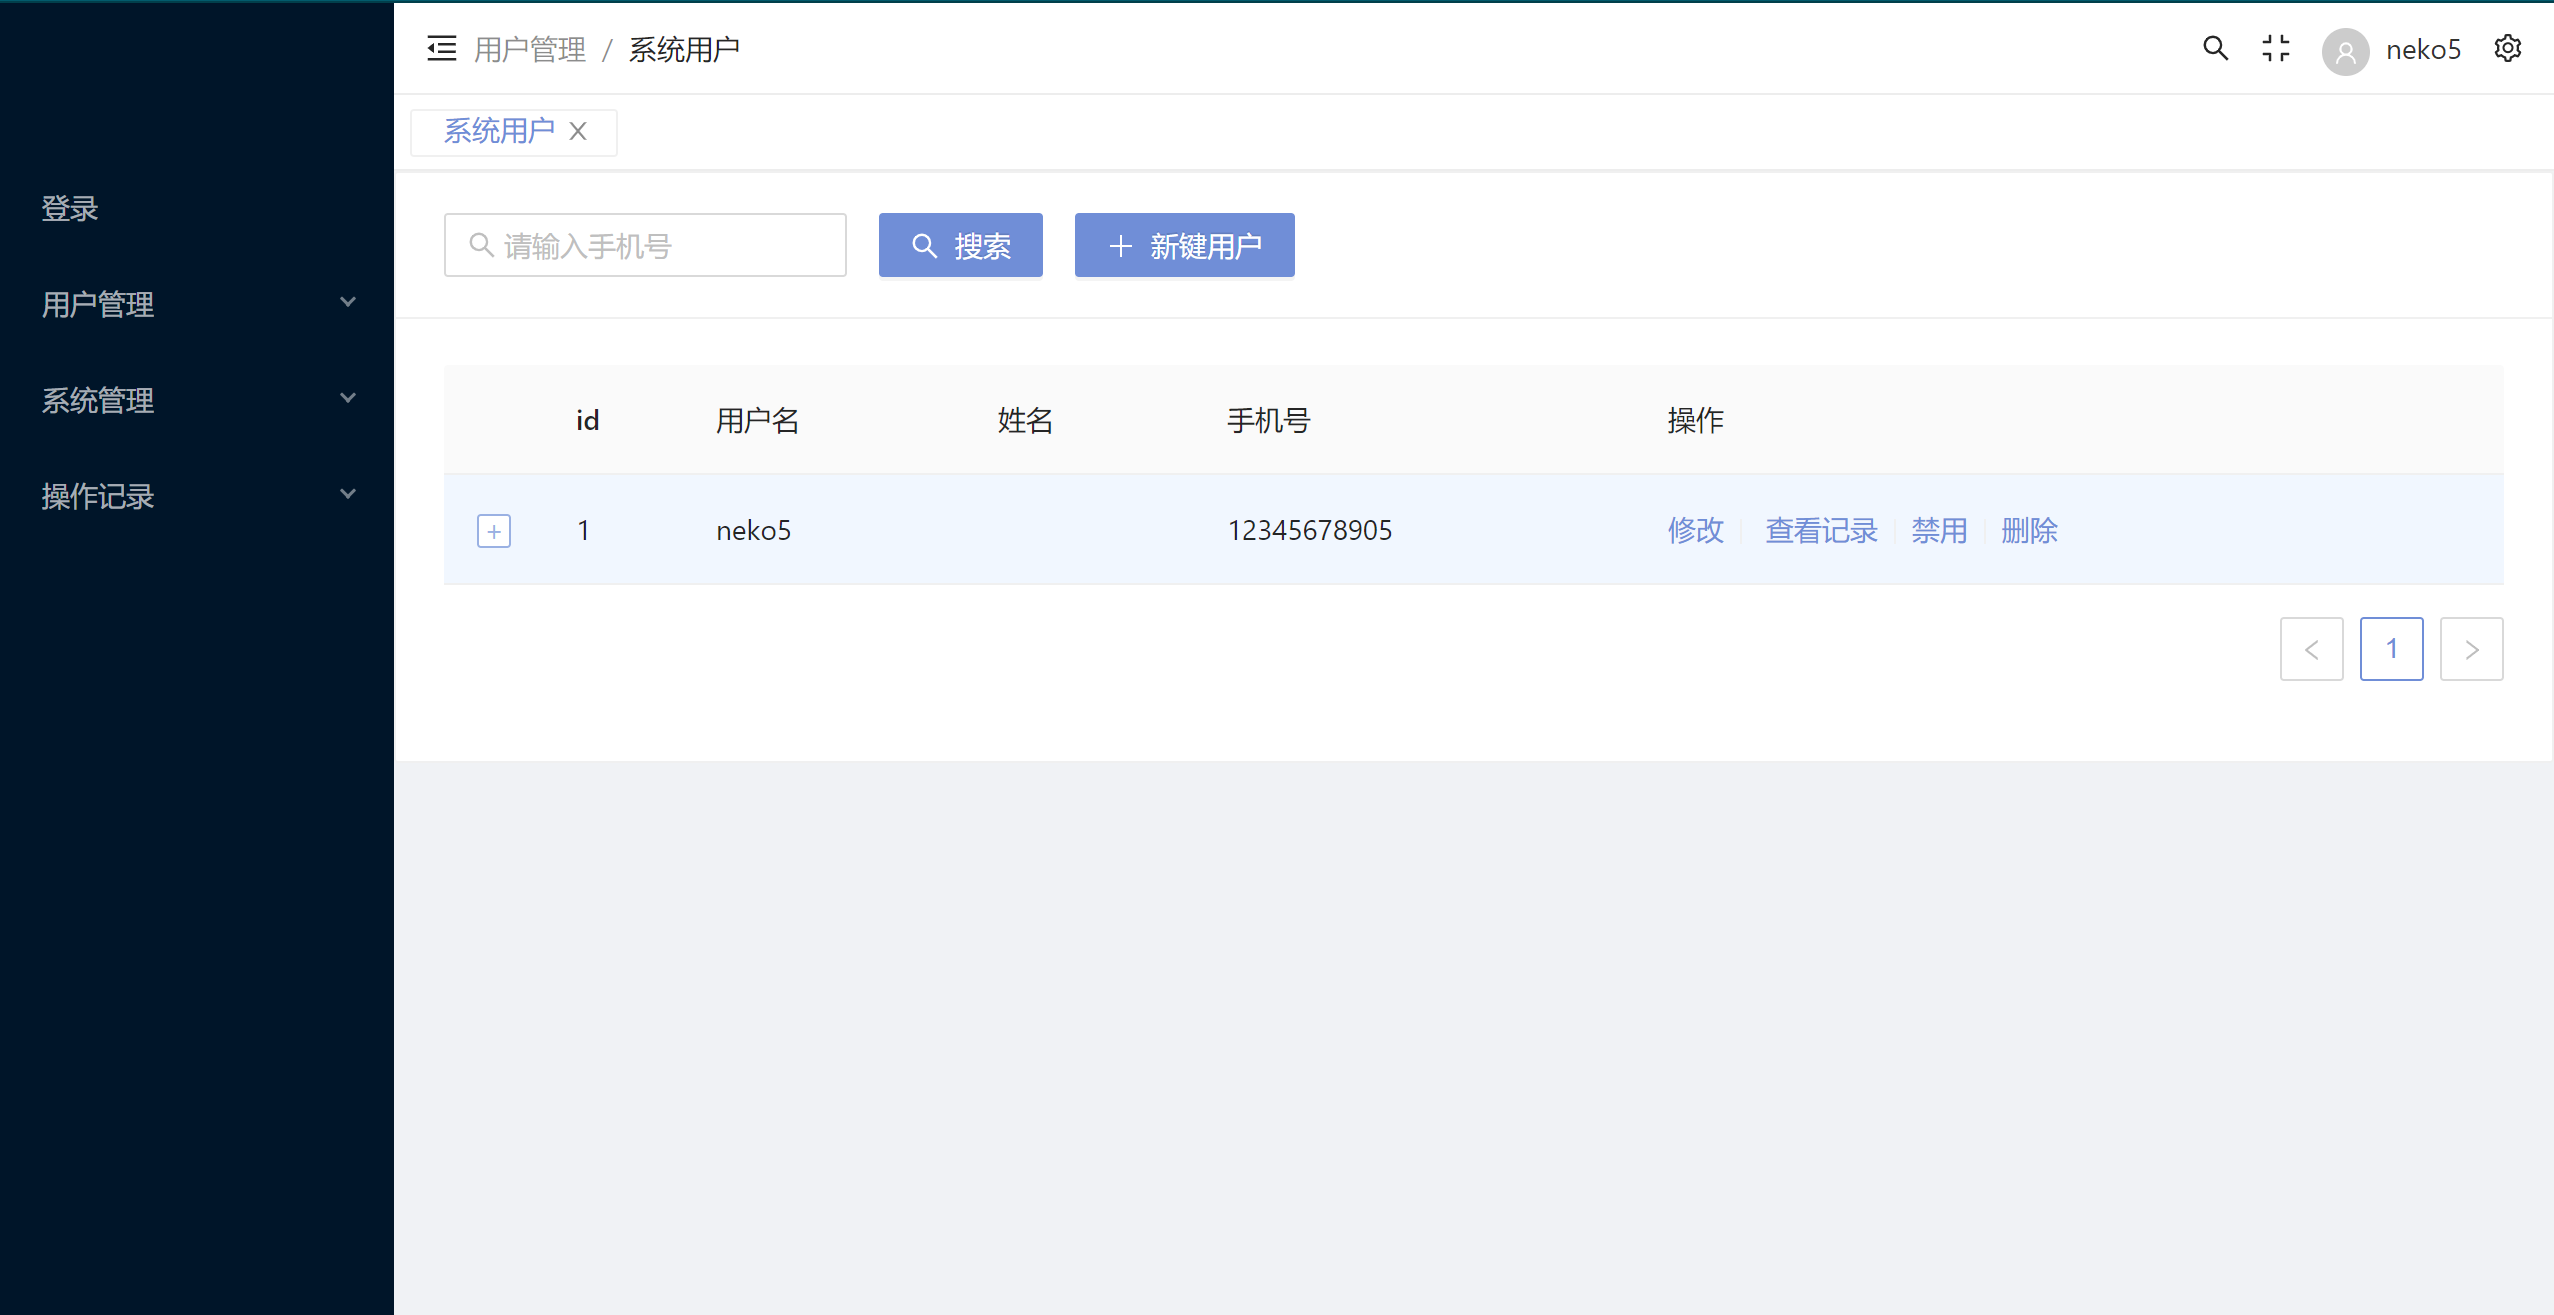 用户管理 / 系统用户
neko5
系统用户 X
登录
用户管理
系统管理
操作记录
请输入手机号
搜索
新键用户
id 用户名 姓名 手机号 操作
1 neko5 12345678905 修改 查看记录 禁用 删除
< 1 >